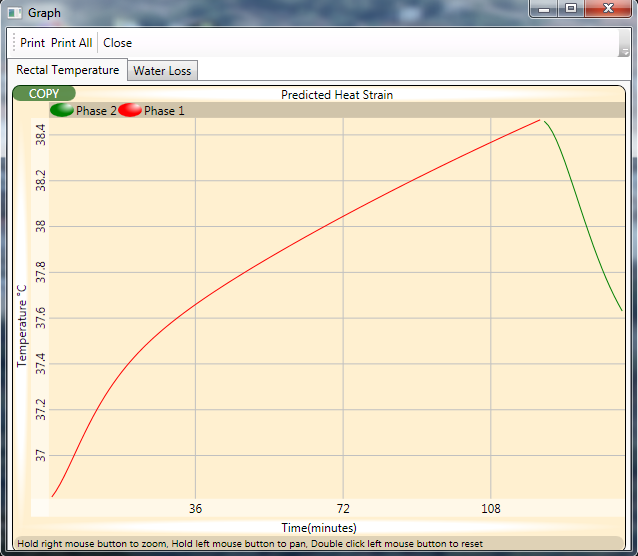 Graph
Print Print All Close
Rectal Temperature Water Loss
COPY Predicted Heat Strain
Phase 2 Phase 1
Temperature °C
38.4
38.2
38
37.8
37.6
37.4
37.2
37
36 72 108
Time(minutes)
Hold right mouse button to zoom, Hold left mouse button to pan, Double click left mouse button to reset